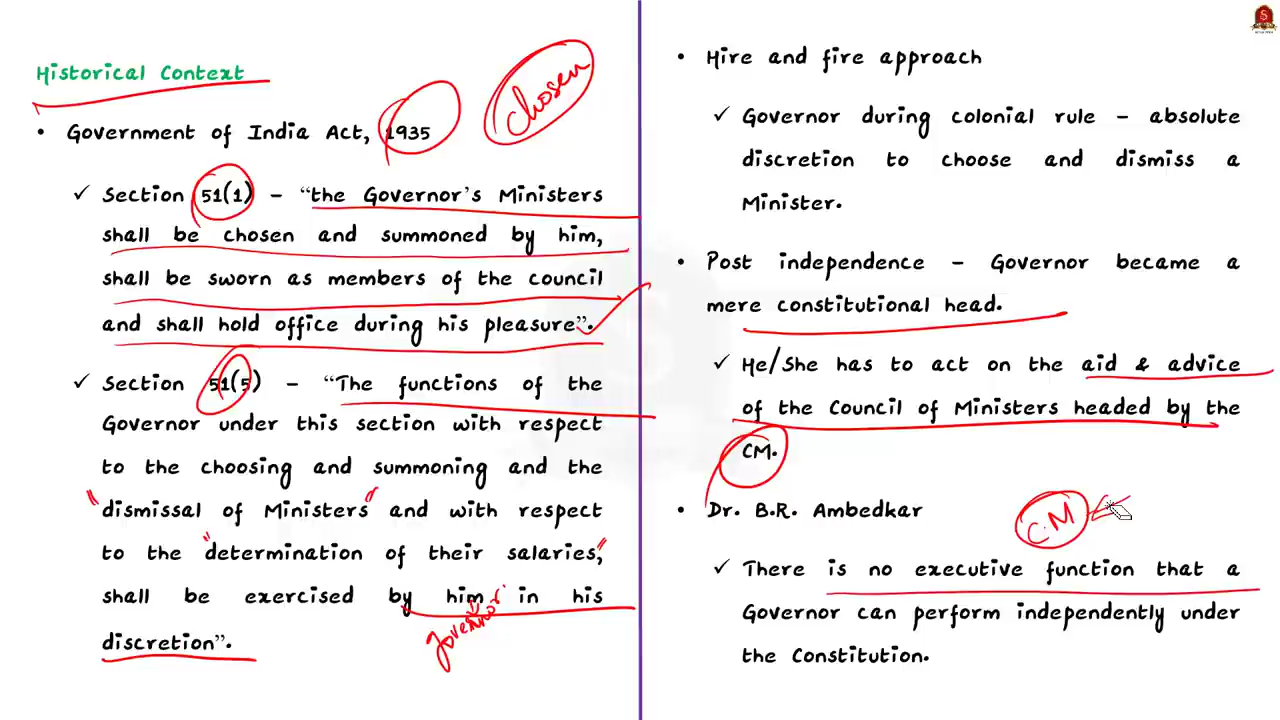 Historical Context
chosen
• Government of India Act, 1935
✓ Section 51(1) – “the Governor's Ministers
shall be chosen and summoned by him,
shall be sworn as members of the council
and shall hold office during his pleasure”.
✓ Section 51(5) – “The functions of the
Governor under this section with respect
to the choosing and summoning and the
dismissal of Ministers and with respect
to the determination of their salaries,
shall be exercised by him in his
Governor
discretion”.
• Hire and fire approach
✓ Governor during colonial rule – absolute
discretion to choose and dismiss a
Minister.
• Post independence – Governor became a
mere constitutional head.
✓ He/She has to act on the aid & advice
of the Council of Ministers headed by the
CM.
• Dr. B.R. Ambedkar
C.M
✓ There is no executive function that a
Governor can perform independently under
the Constitution.